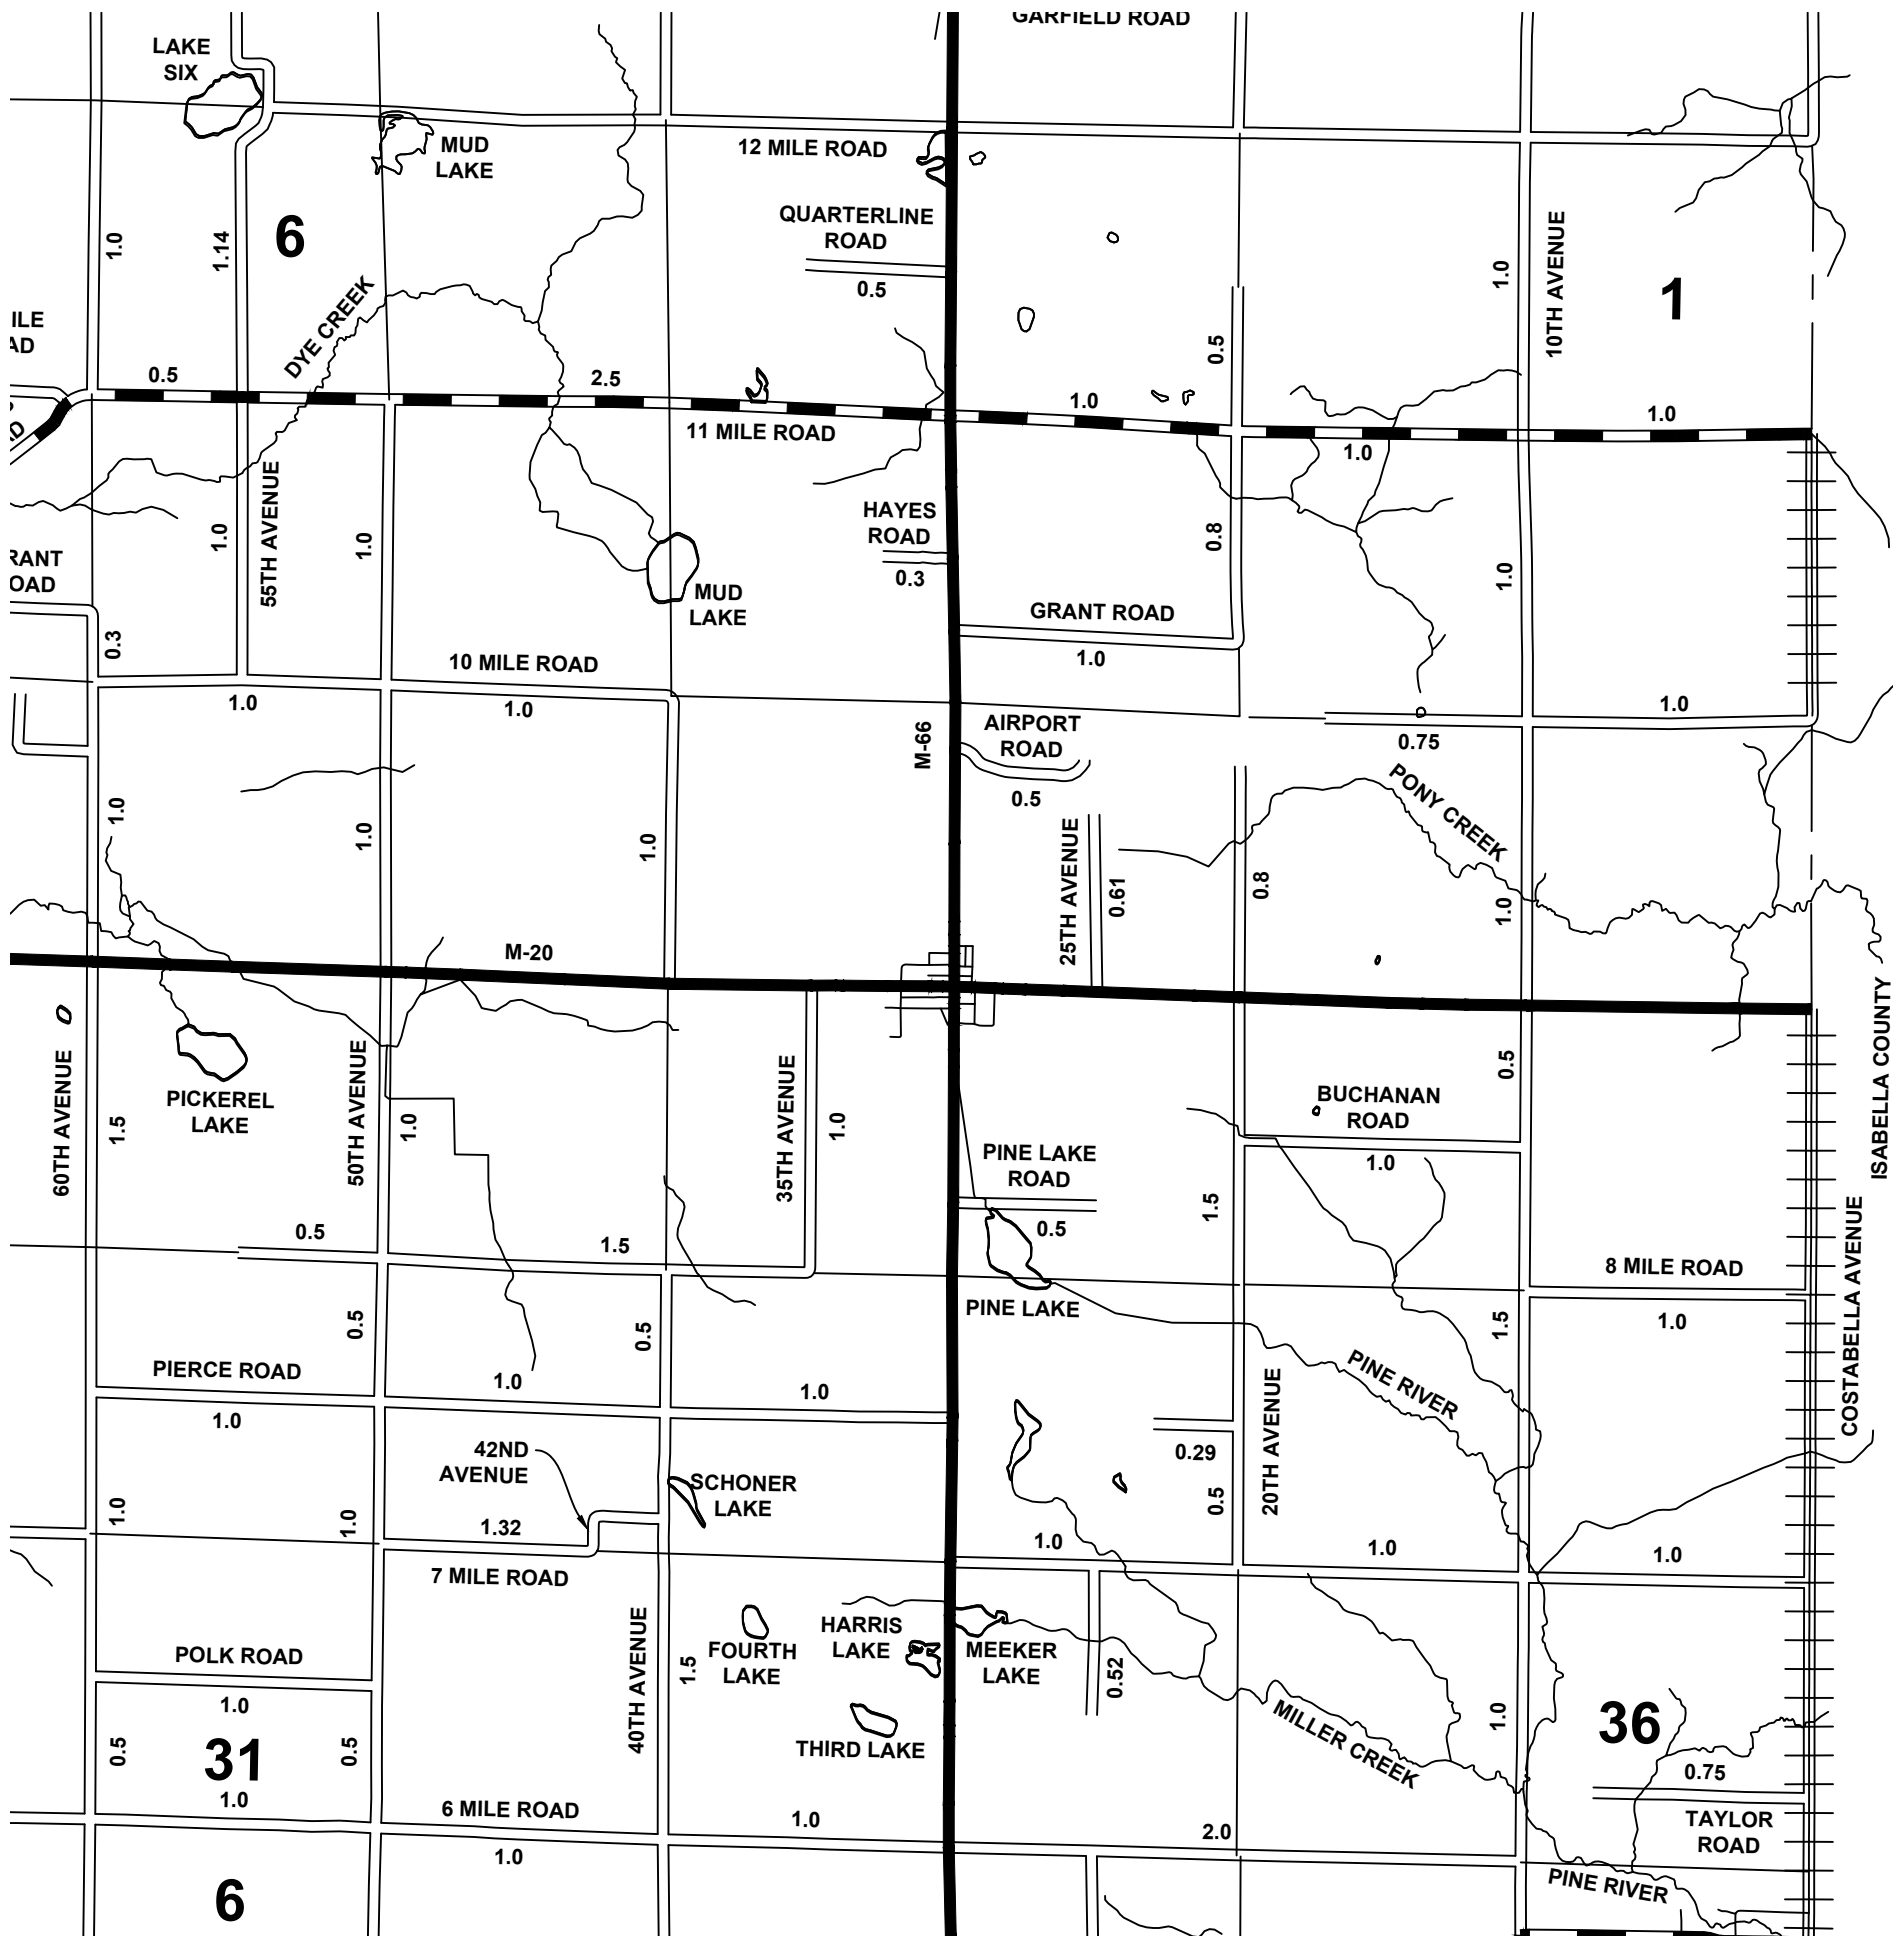 GARFIELD ROAD
LAKE
SIX
MUD
LAKE
12 MILE ROAD
QUARTERLINE
ROAD
0.5
1.0
1.14
6
DYE CREEK
1.0
10TH AVENUE
1
ILE
AD
0.5
0.5
2.5
1.0
1.0
11 MILE ROAD
1.0
55TH AVENUE
1.0
1.0
HAYES
ROAD
0.3
0.8
1.0
RANT
OAD
MUD
LAKE
GRANT ROAD
1.0
0.3
10 MILE ROAD
1.0
1.0
1.0
M-66
AIRPORT
ROAD
0.5
0.75
PONY CREEK
1.0
1.0
1.0
25TH AVENUE
0.61
0.8
1.0
M-20
60TH AVENUE
PICKEREL
LAKE
1.5
50TH AVENUE
1.0
35TH AVENUE
1.0
0.5
BUCHANAN
ROAD
1.0
ISABELLA COUNTY
PINE LAKE
ROAD
0.5
1.5
0.5
1.5
8 MILE ROAD
COSTABELLA AVENUE
PINE LAKE
0.5
0.5
1.5
1.0
PIERCE ROAD
1.0
1.0
1.0
PINE RIVER
20TH AVENUE
42ND
AVENUE
SCHONER
LAKE
0.29
0.5
1.0
1.0
1.32
1.0
1.0
1.0
7 MILE ROAD
40TH AVENUE
FOURTH
LAKE
HARRIS
LAKE
MEEKER
LAKE
POLK ROAD
1.5
0.52
1.0
1.0
36
MILLER CREEK
THIRD LAKE
0.5
31
0.5
0.75
1.0
6 MILE ROAD
1.0
2.0
TAYLOR
ROAD
1.0
6
PINE RIVER